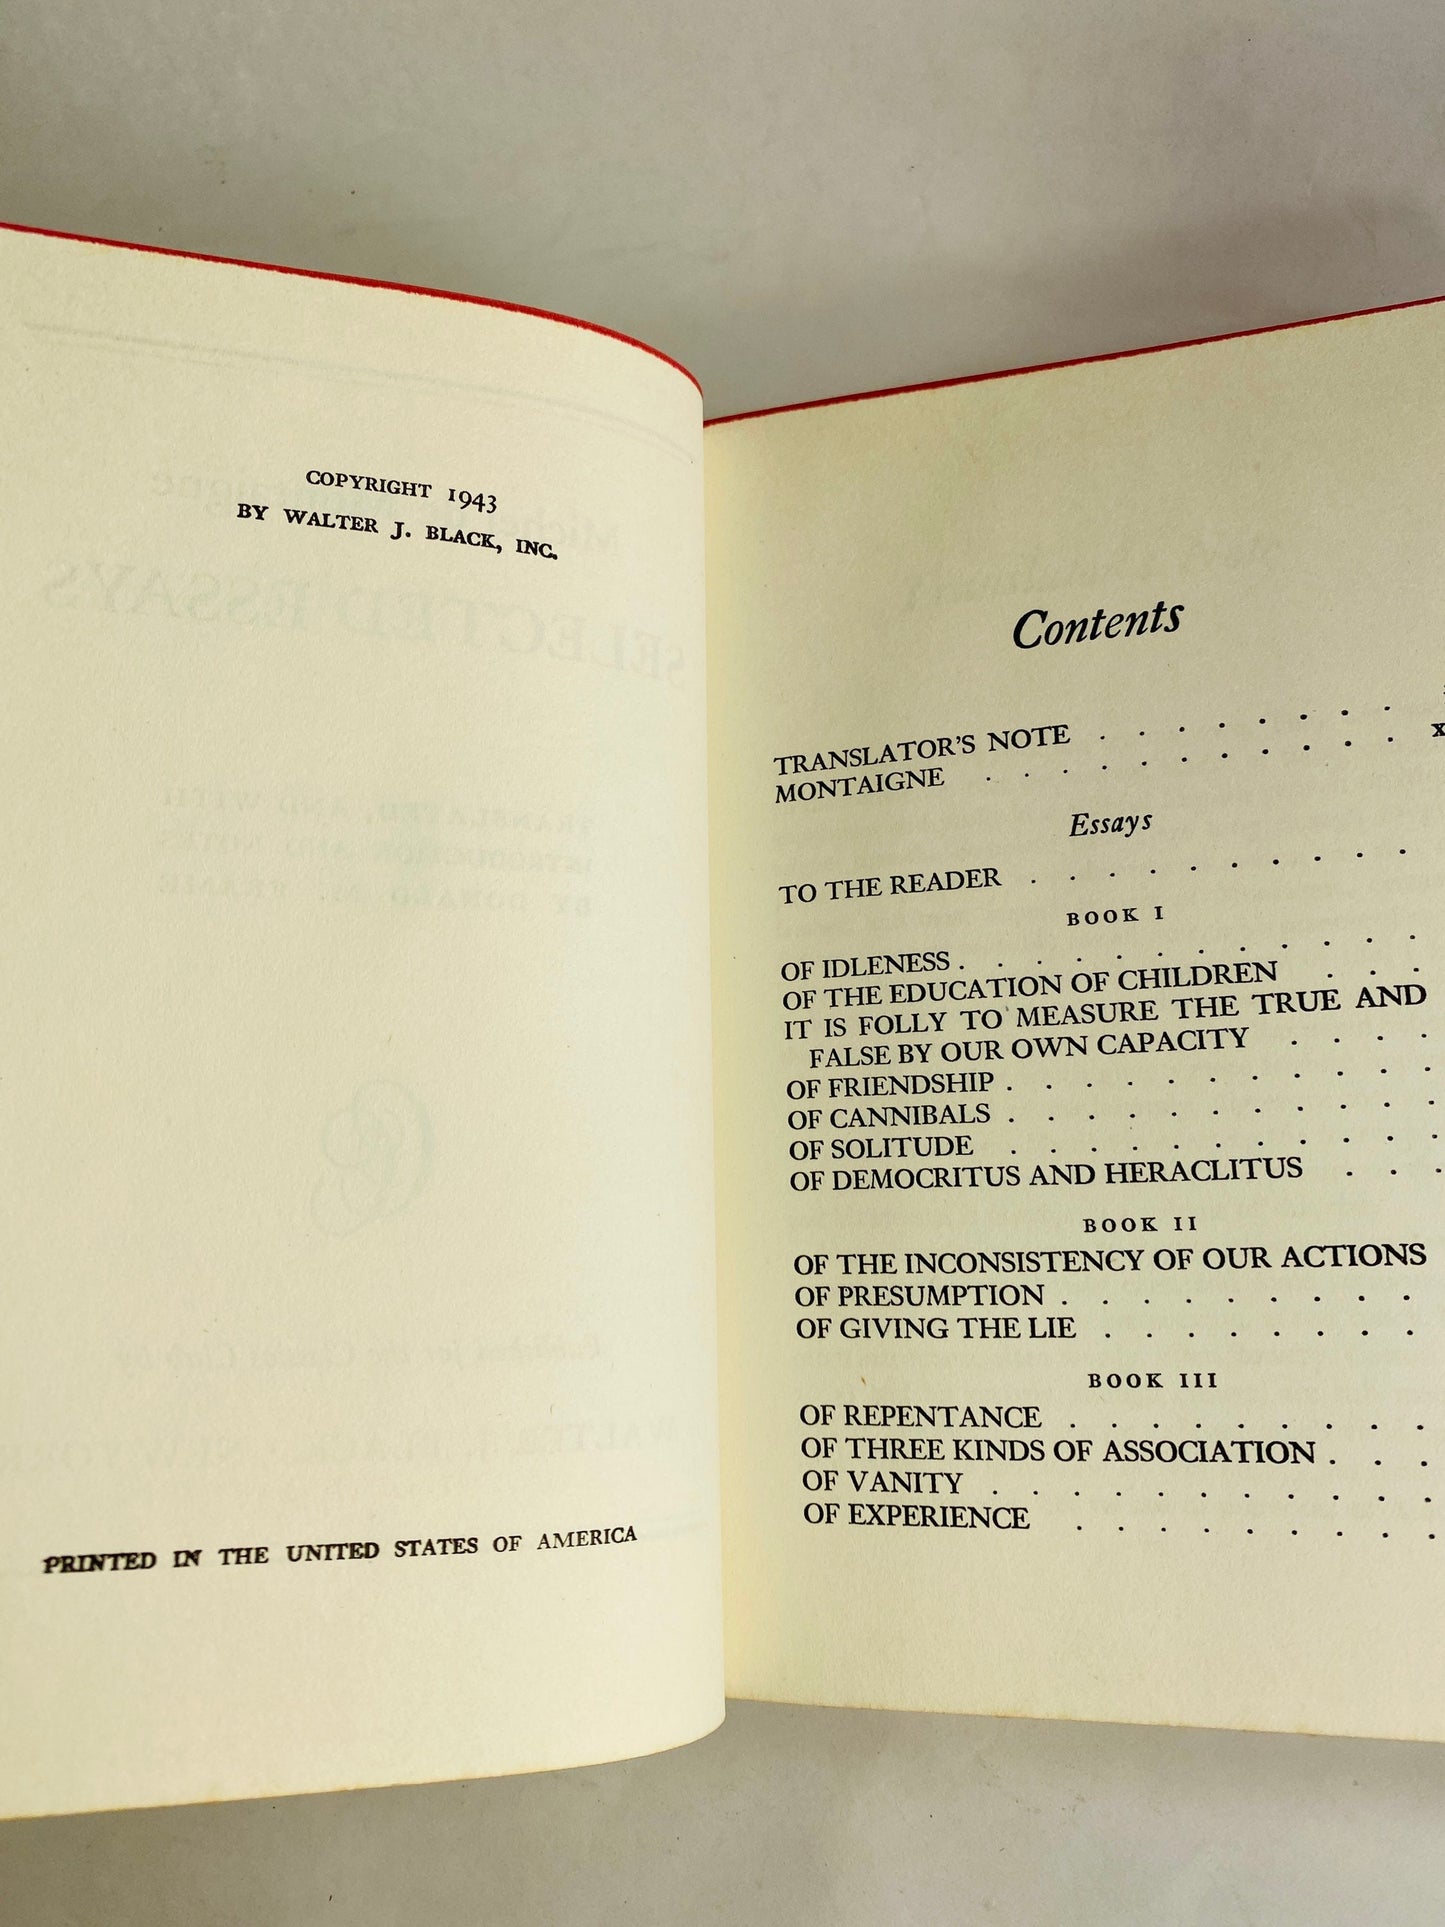 COPYRIGHT 1943
BY WALTER J. BLACK, INC.
PRINTED IN THE UNITED STATES OF AMERICA
Contents
TRANSLATOR'S NOTE . . . . . . . .
MONTAIGNE . . . . . . . . . . .
Essays
TO THE READER . . . . . . . . . .
BOOK I
OF IDLENESS . . . . . . . . . . . .
OF THE EDUCATION OF CHILDREN . . .
IT IS FOLLY TO MEASURE THE TRUE AND
FALSE BY OUR OWN CAPACITY . . . .
OF FRIENDSHIP . . . . . . . . . . .
OF CANNIBALS . . . . . . . . . . .
OF SOLITUDE . . . . . . . . . . .
OF DEMOCRITUS AND HERACLITUS . . .
BOOK II
OF THE INCONSISTENCY OF OUR ACTIONS
OF PRESUMPTION . . . . . . . . .
OF GIVING THE LIE . . . . . . . .
BOOK III
OF REPENTANCE . . . . . . . . .
OF THREE KINDS OF ASSOCIATION . . .
OF VANITY . . . . . . . . . . .
OF EXPERIENCE . . . . . . . . .